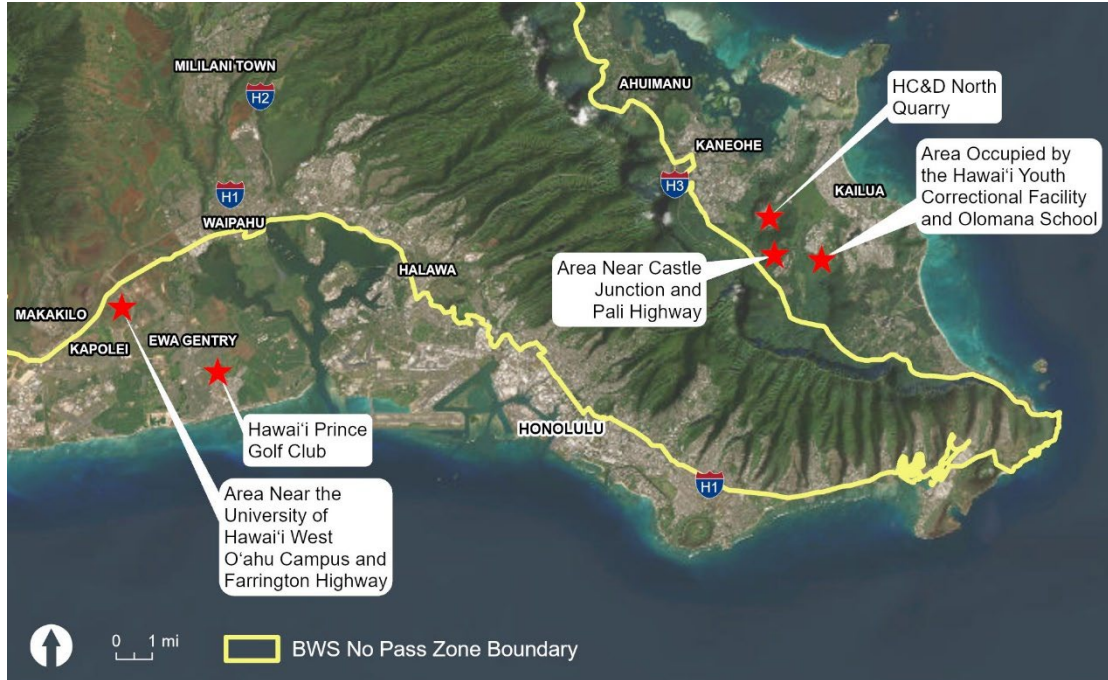 MILILANI TOWN
H2
AHUIMANU
HC&D North
Quarry
KANEOHE
Area Occupied by
the Hawaiʻi Youth
Correctional Facility
and Olomana School
H3
KAILUA
H1
WAIPAHU
HALAWA
Area Near Castle
Junction and
Pali Highway
MAKAKILO
KAPOLEI
EWA GENTRY
HONOLULU
Hawaiʻi Prince
Golf Club
H1
Area Near the
University of
Hawaiʻi West
Oʻahu Campus and
Farrington Highway
0 1 mi
BWS No Pass Zone Boundary